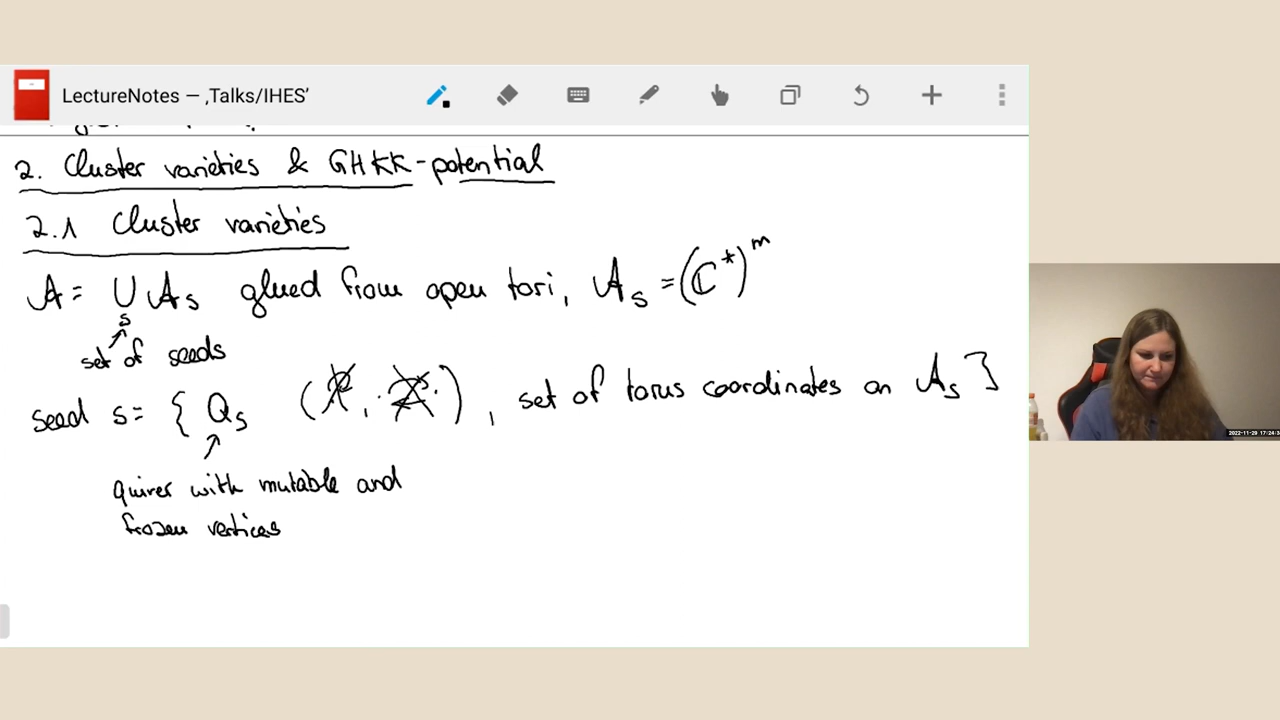 LectureNotes — ‚Talks/IHES’
2. Cluster varieties & GHKK-potential
2.1 Cluster varieties
A = ∪ A_s glued from open tori, A_s = (ℂ*)^m
s
set of seeds
seed s = { Q_s ( , ), set of torus coordinates on A_s }
quiver with mutable and
frozen vertices